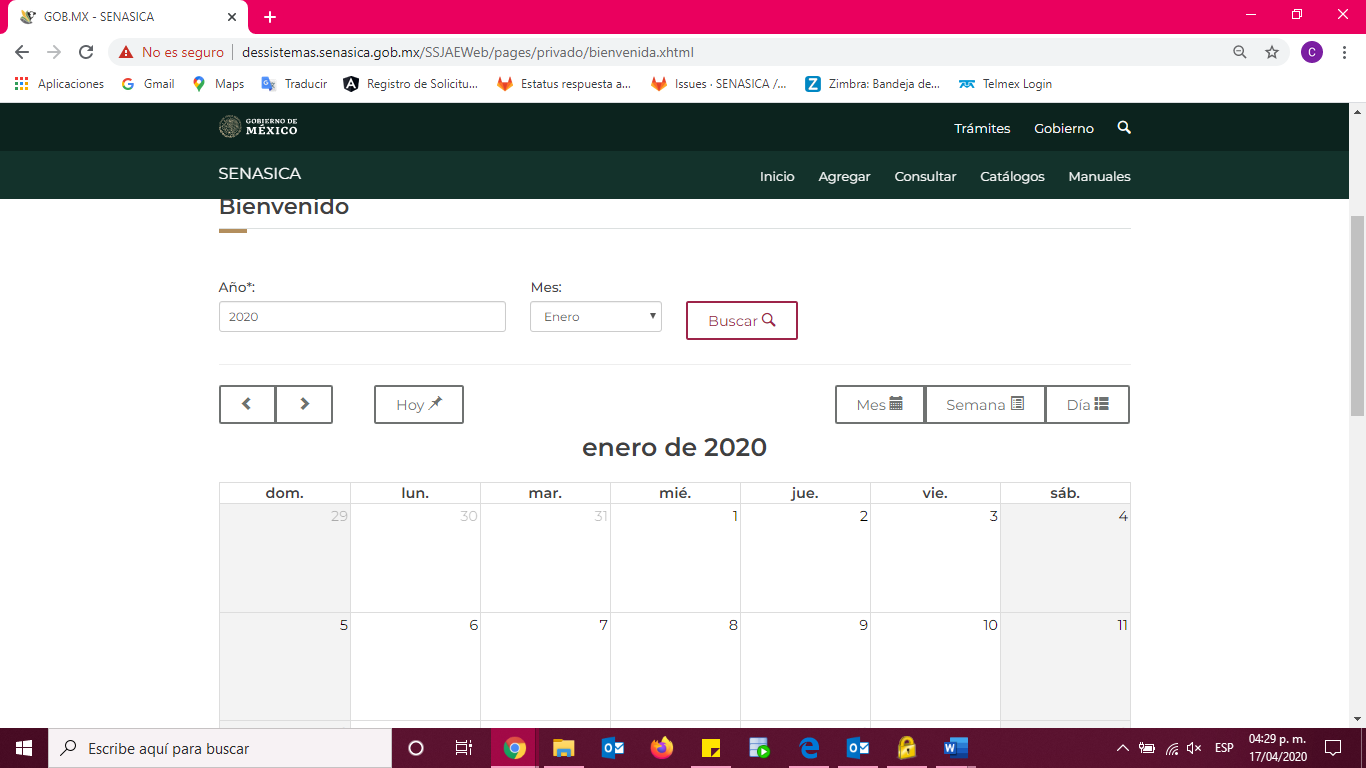 GOB.MX - SENASICA
No es seguro dessistemas.senasica.gob.mx/SSJAEWeb/pages/privado/bienvenida.xhtml
C
Aplicaciones Gmail Maps Traducir Registro de Solicitu... Estatus respuesta a... Issues · SENASICA /... Zimbra: Bandeja de... Telmex Login
GOBIERNO DE
MÉXICO
Trámites Gobierno
SENASICA
Inicio Agregar Consultar Catálogos Manuales
Bienvenido
Año*: Mes:
2020 Enero Buscar
Hoy Mes Semana Día
enero de 2020
dom. lun. mar. mié. jue. vie. sáb.
29 30 31 1 2 3 4
5 6 7 8 9 10 11
Escribe aquí para buscar
ESP
04:29 p. m.
17/04/2020